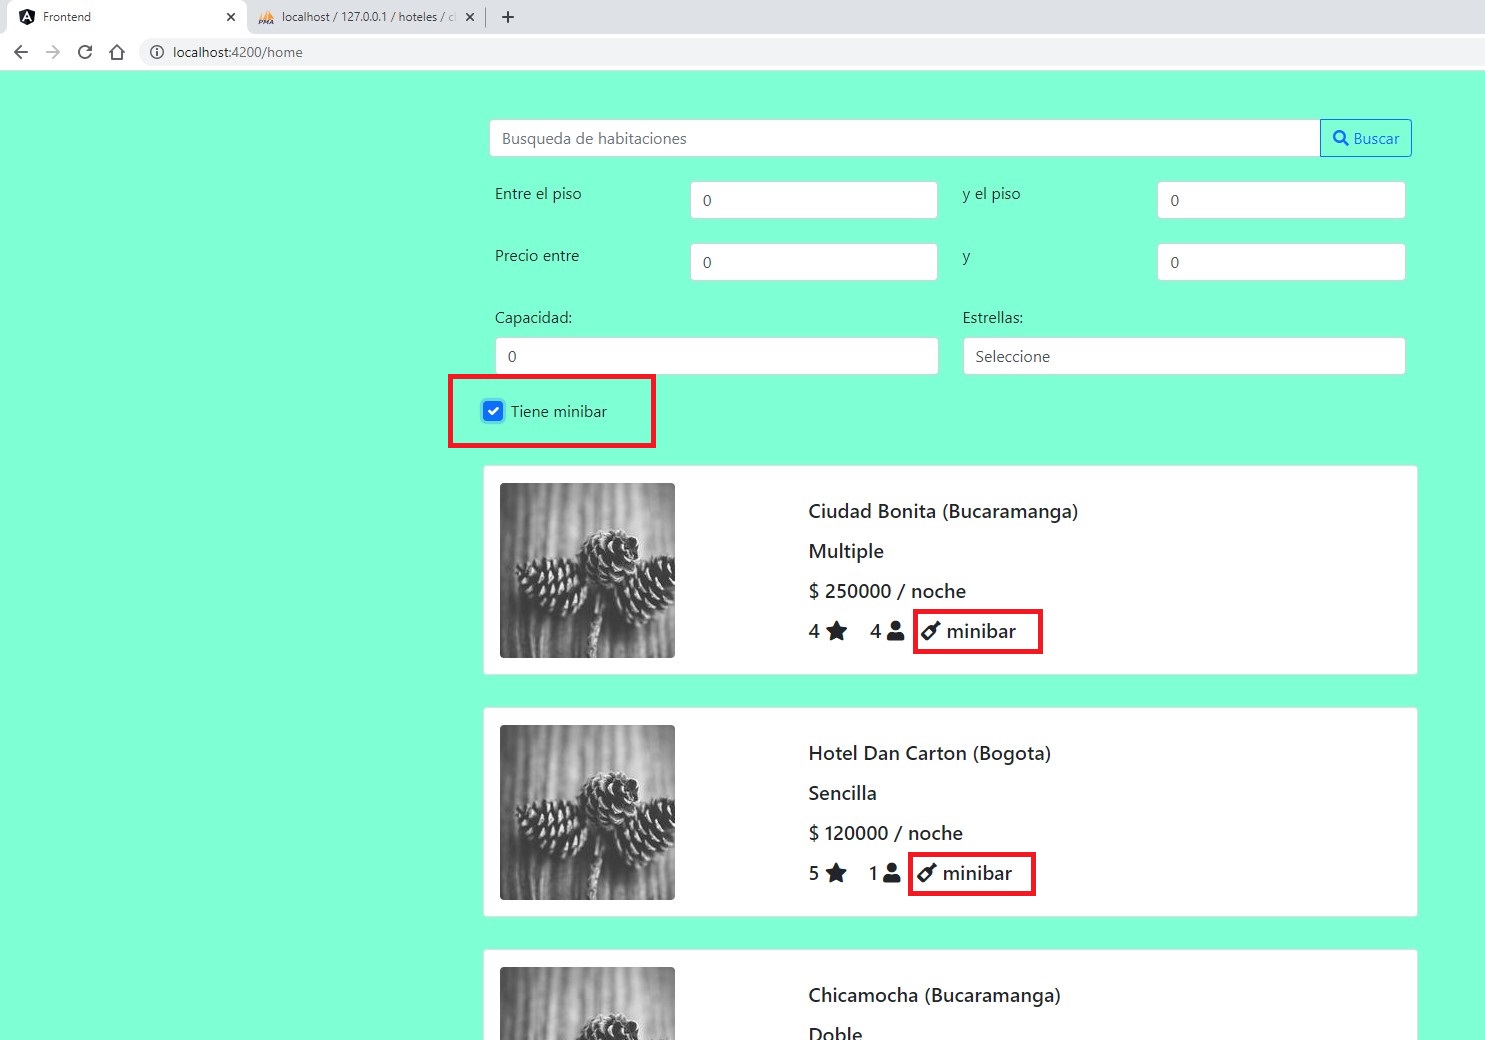 Frontend
localhost / 127.0.0.1 / hoteles / c
localhost:4200/home
Busqueda de habitaciones
Buscar
Entre el piso 0 y el piso 0
Precio entre 0 y 0
Capacidad: Estrellas:
0 Seleccione
Tiene minibar
Ciudad Bonita (Bucaramanga)
Multiple
$ 250000 / noche
4 4 minibar
Hotel Dan Carton (Bogota)
Sencilla
$ 120000 / noche
5 1 minibar
Chicamocha (Bucaramanga)
Doble